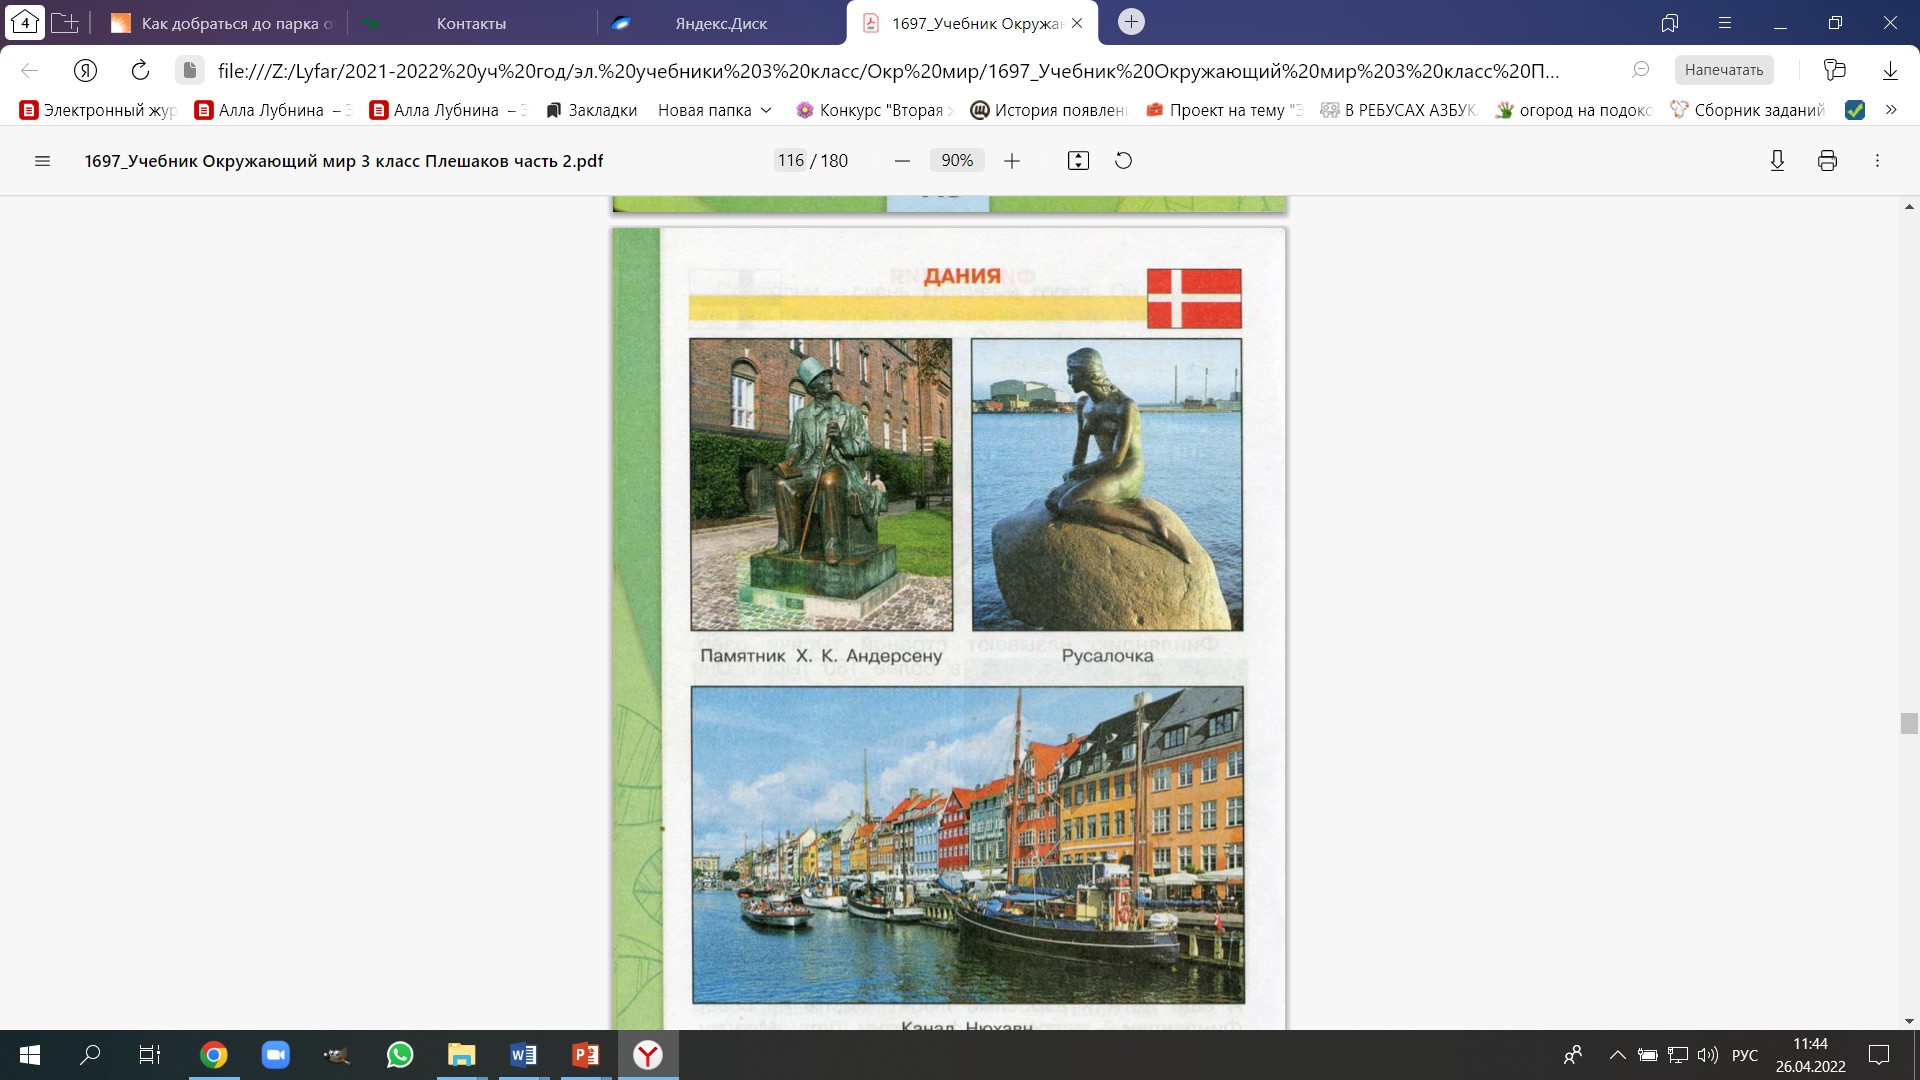 4
Как добраться до парка о
Контакты
Яндекс.Диск
1697_Учебник Окружаю
file:///Z:/Lyfar/2021-2022%20уч%20год/эл.%20учебники%203%20класс/Окр%20мир/1697_Учебник%20Окружающий%20мир%203%20класс%20П...
Напечатать
Электронный жур
Алла Лубнина – Э
Алла Лубнина – Э
Закладки
Новая папка
Конкурс "Вторая
История появлени
Проект на тему "Э
В РЕБУСАХ АЗБУК
огород на подоко
Сборник заданий
»
1697_Учебник Окружающий мир 3 класс Плешаков часть 2.pdf
116 / 180
90%
ДАНИЯ
Памятник Х. К. Андерсену
Русалочка
Канал Нюхавн
РУС
11:44
26.04.2022